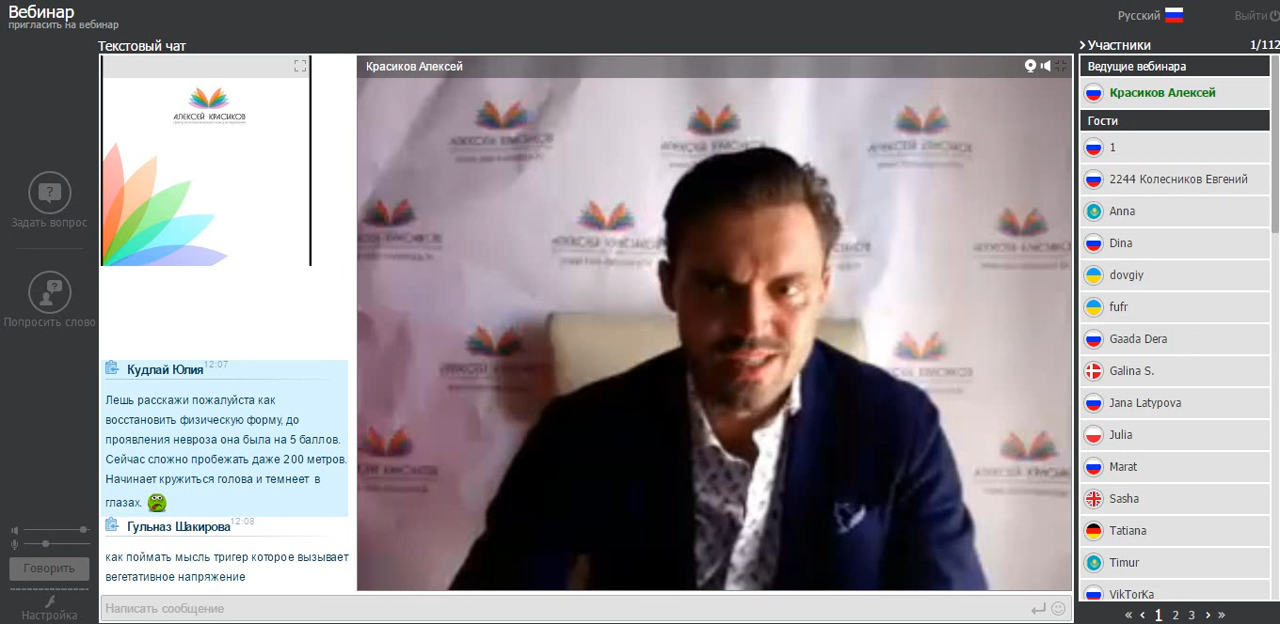 Вебинар
пригласить на вебинар
Русский
Выйти
Текстовый чат
Участники
1/112
АЛЕКСЕЙ КРАСИКОВ
Красиков Алексей
Ведущие вебинара
Красиков Алексей
Гости
1
2244 Колесников Евгений
Anna
Dina
dovgiy
fufr
Gaada Dera
Galina S.
Jana Latypova
Julia
Marat
Sasha
Tatiana
Timur
VikTorKa
« ‹ 1 2 3 › »
Задать вопрос
Попросить слово
Говорить
Настройка
Кудлай Юлия 12:07
Лешь расскажи пожалуйста как
восстановить физическую форму, до
проявления невроза она была на 5 баллов.
Сейчас сложно пробежать даже 200 метров.
Начинает кружиться голова и темнеет в
глазах.
Гульназ Шакирова 12:08
как поймать мысль тригер которое вызывает
вегетативное напряжение
Написать сообщение